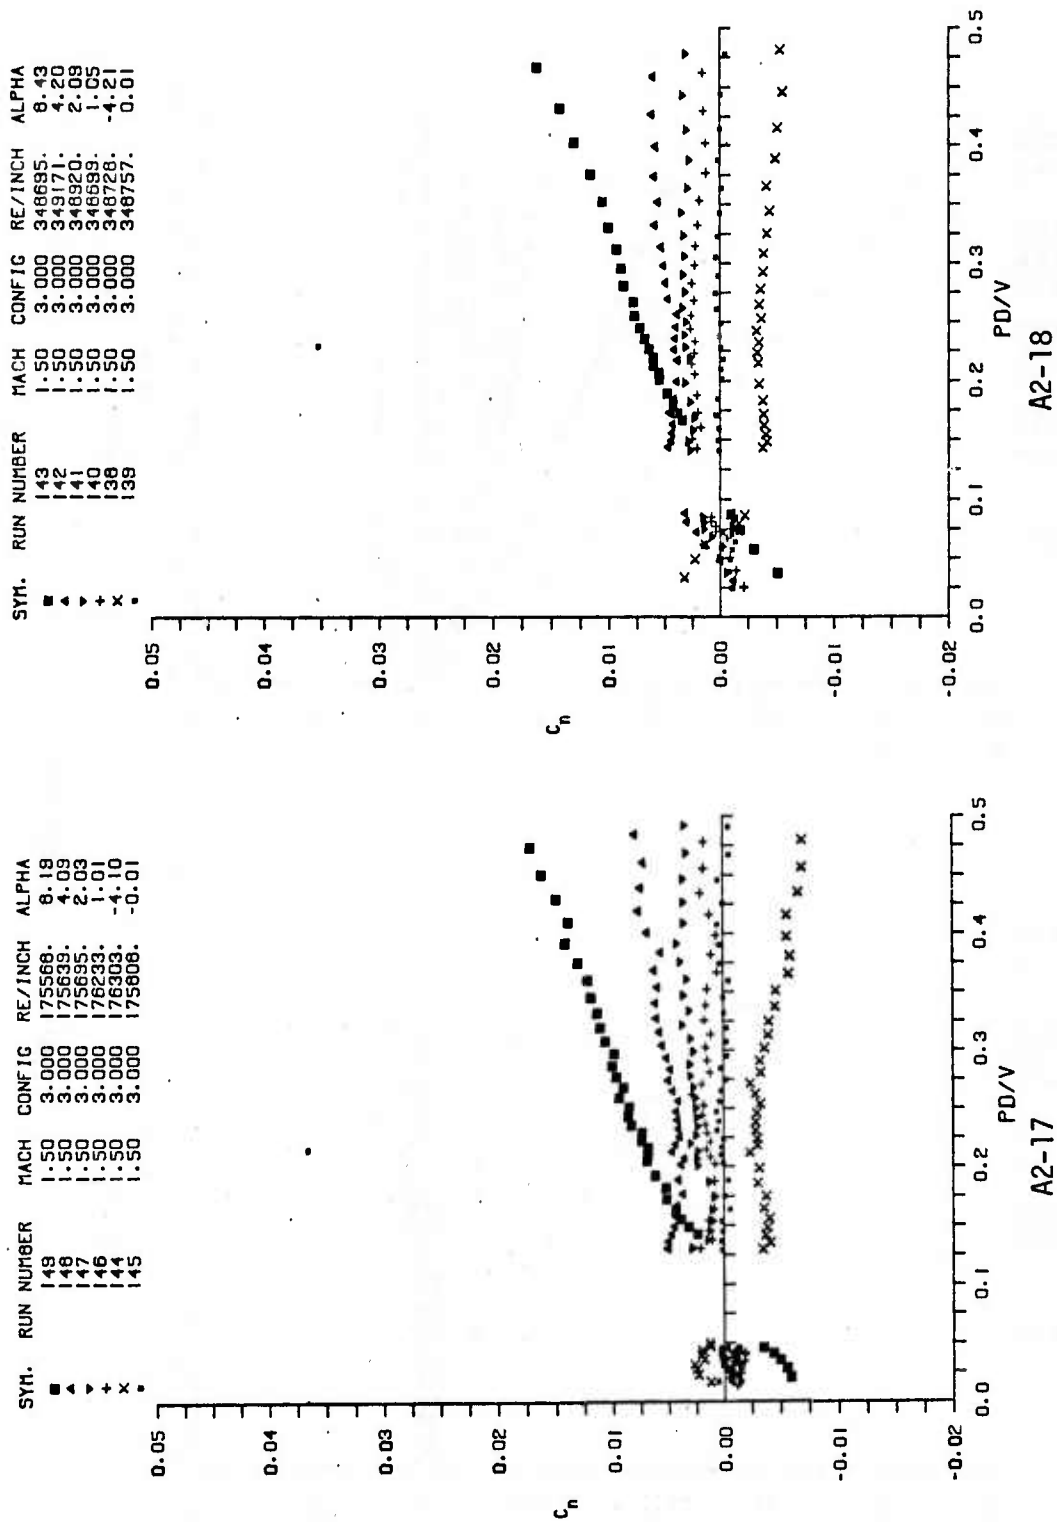 SYM. RUN NUMBER MACH CONFIG RE/INCH ALPHA
149 1.50 3.000 175568. 8.19
148 1.50 3.000 175639. 4.09
147 1.50 3.000 175695. 2.03
146 1.50 3.000 176233. 1.01
144 1.50 3.000 176303. -4.10
145 1.50 3.000 175808. -0.01
0.05
0.04
0.03
0.02
0.01
0.00
-0.01
-0.02
Cn
0.0 0.1 0.2 0.3 0.4 0.5
PD/V
A2-17
SYM. RUN NUMBER MACH CONFIG RE/INCH ALPHA
143 1.50 3.000 348695. 8.43
142 1.50 3.000 349171. 4.20
141 1.50 3.000 348920. 2.09
140 1.50 3.000 348699. 1.05
138 1.50 3.000 348728. -4.21
139 1.50 3.000 348757. 0.01
0.05
0.04
0.03
0.02
0.01
0.00
-0.01
-0.02
Cn
0.0 0.1 0.2 0.3 0.4 0.5
PD/V
A2-18